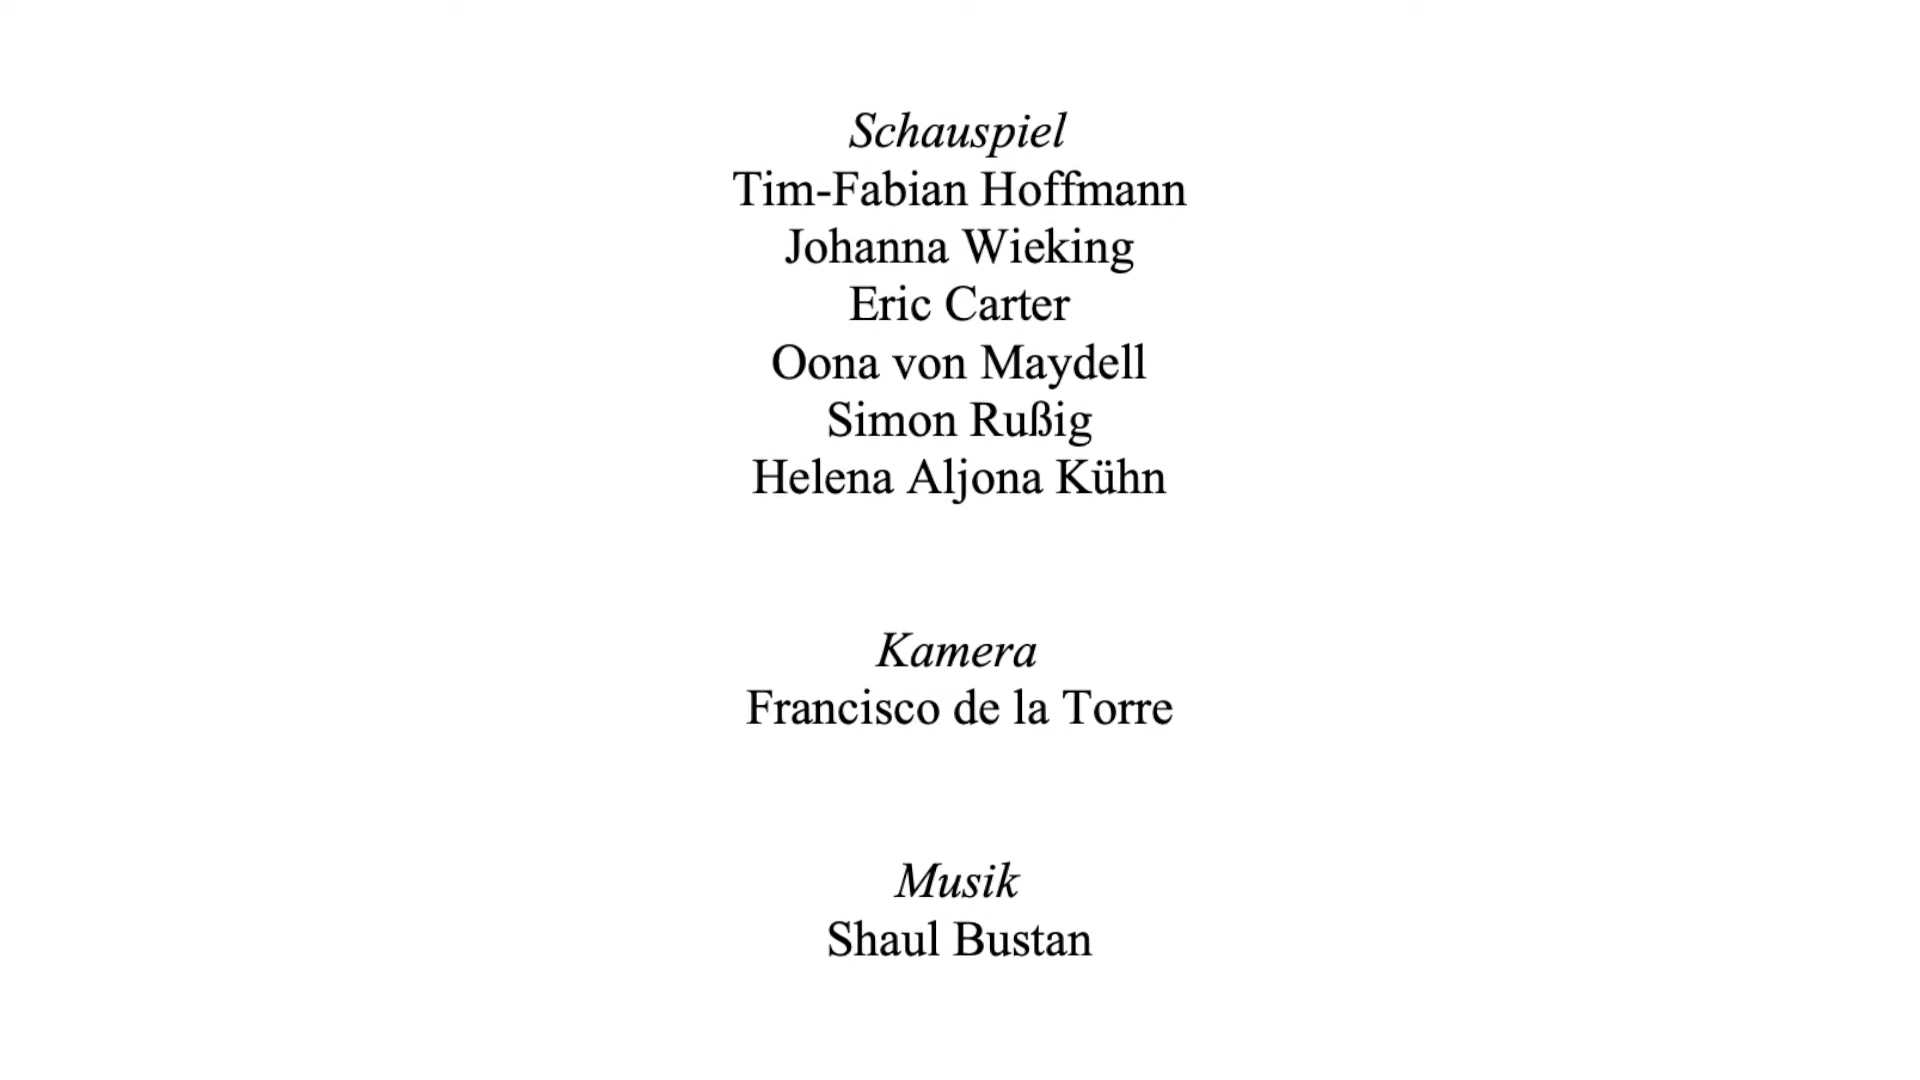 Schauspiel
Tim-Fabian Hoffmann
Johanna Wieking
Eric Carter
Oona von Maydell
Simon Rußig
Helena Aljona Kühn
Kamera
Francisco de la Torre
Musik
Shaul Bustan